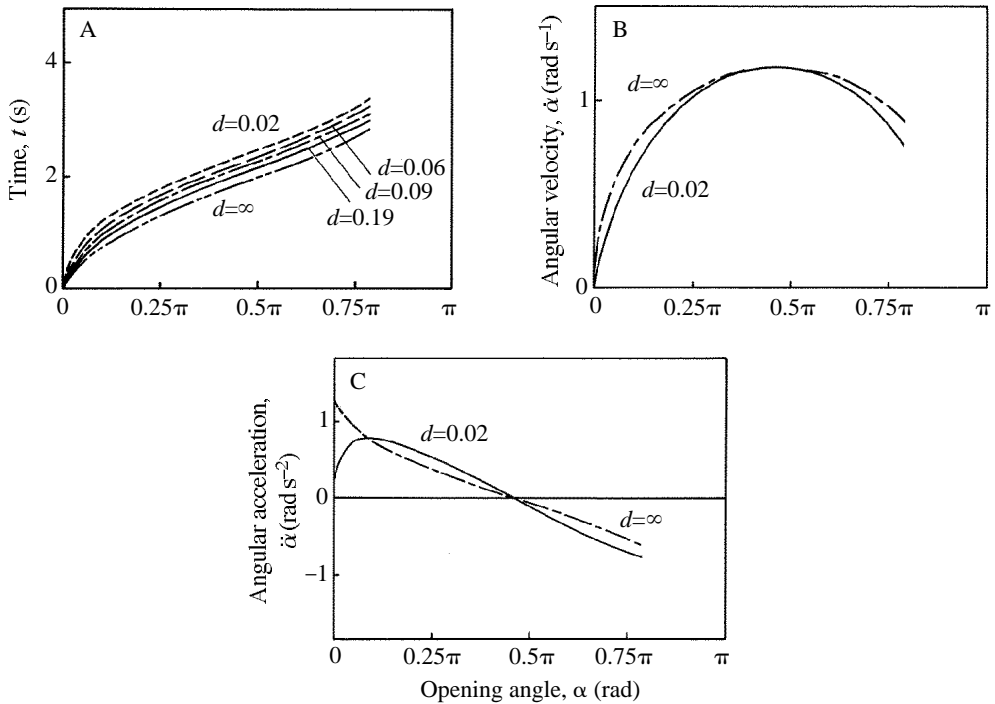 A
4
2
0
Time, t (s)
d=0.02
d=∞
d=0.06
d=0.09
d=0.19
0 0.25π 0.5π 0.75π π
B
1
0
Angular velocity, α̇ (rad s⁻¹)
d=∞
d=0.02
0 0.25π 0.5π 0.75π π
C
1
0
−1
Angular acceleration,
α̈ (rad s⁻²)
d=0.02
d=∞
0 0.25π 0.5π 0.75π π
Opening angle, α (rad)